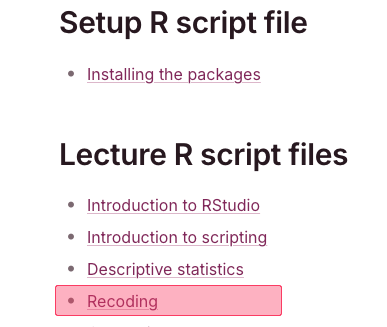 Setup R script file
Installing the packages
Lecture R script files
Introduction to RStudio
Introduction to scripting
Descriptive statistics
Recoding